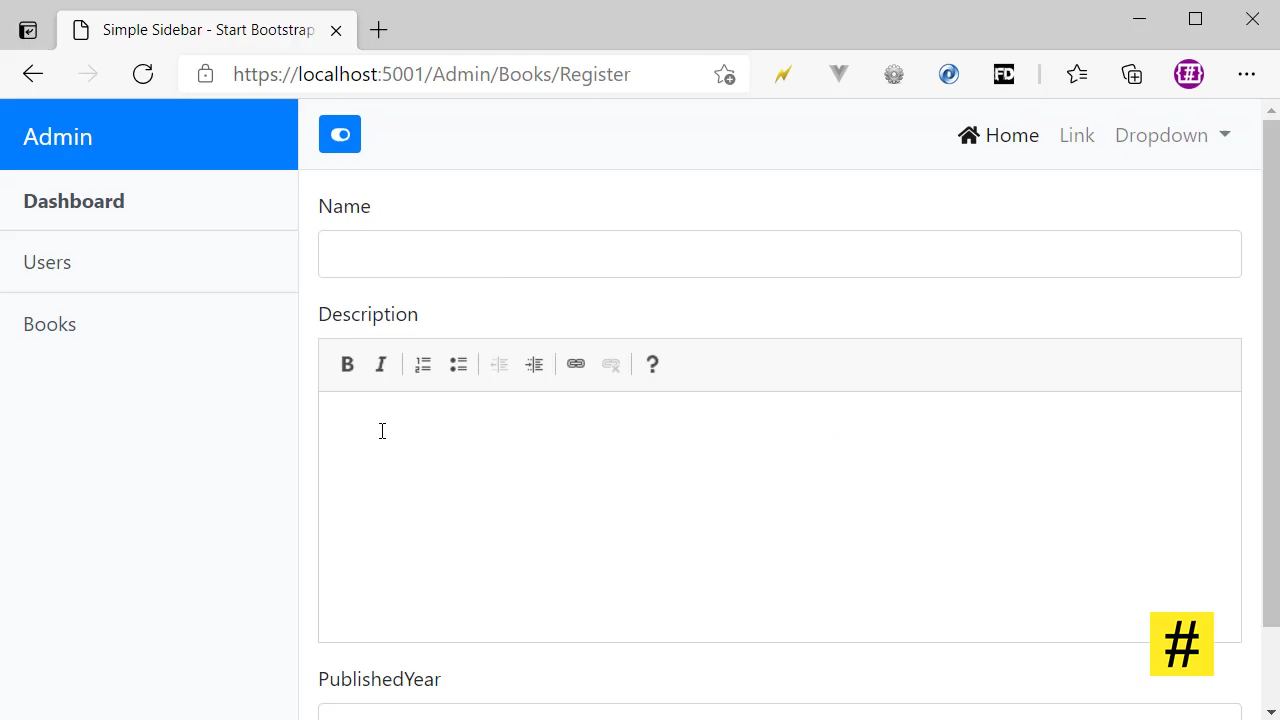 Simple Sidebar - Start Bootstrap
https://localhost:5001/Admin/Books/Register
FD
{#}
Admin
Home Link Dropdown
Dashboard
Name
Users
Description
Books
B I ?
#
PublishedYear